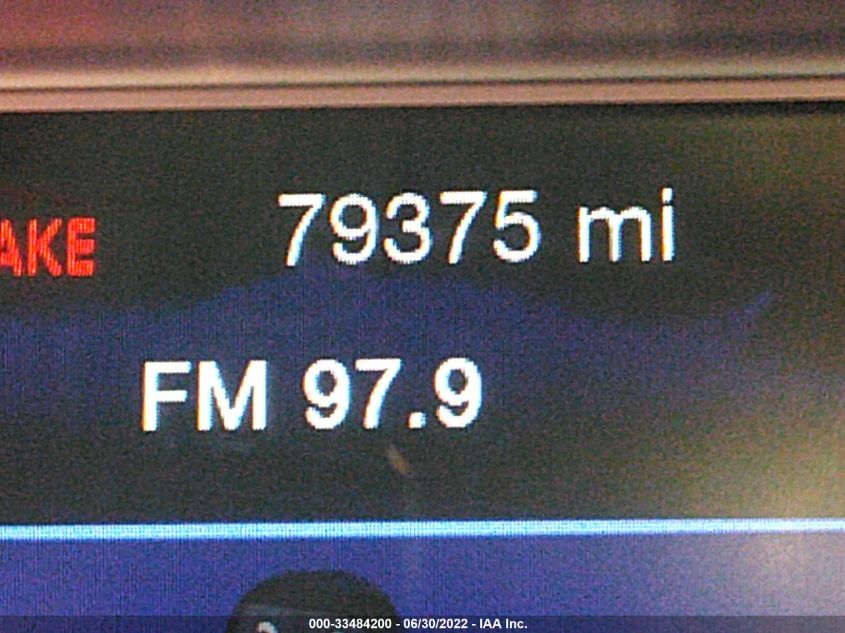 79375 mi
AKE
FM 97.9
000-33484200 - 06/30/2022 - IAA Inc.